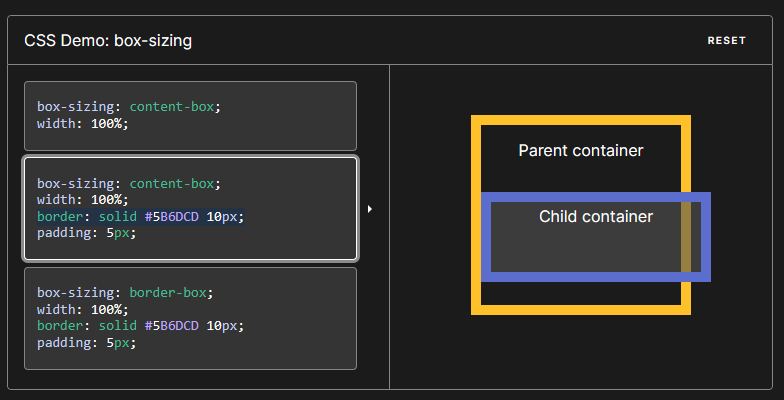 CSS Demo: box-sizing
RESET
box-sizing: content-box;
width: 100%;
box-sizing: content-box;
width: 100%;
border: solid #5B6DCD 10px;
padding: 5px;
box-sizing: border-box;
width: 100%;
border: solid #5B6DCD 10px;
padding: 5px;
Parent container
Child container